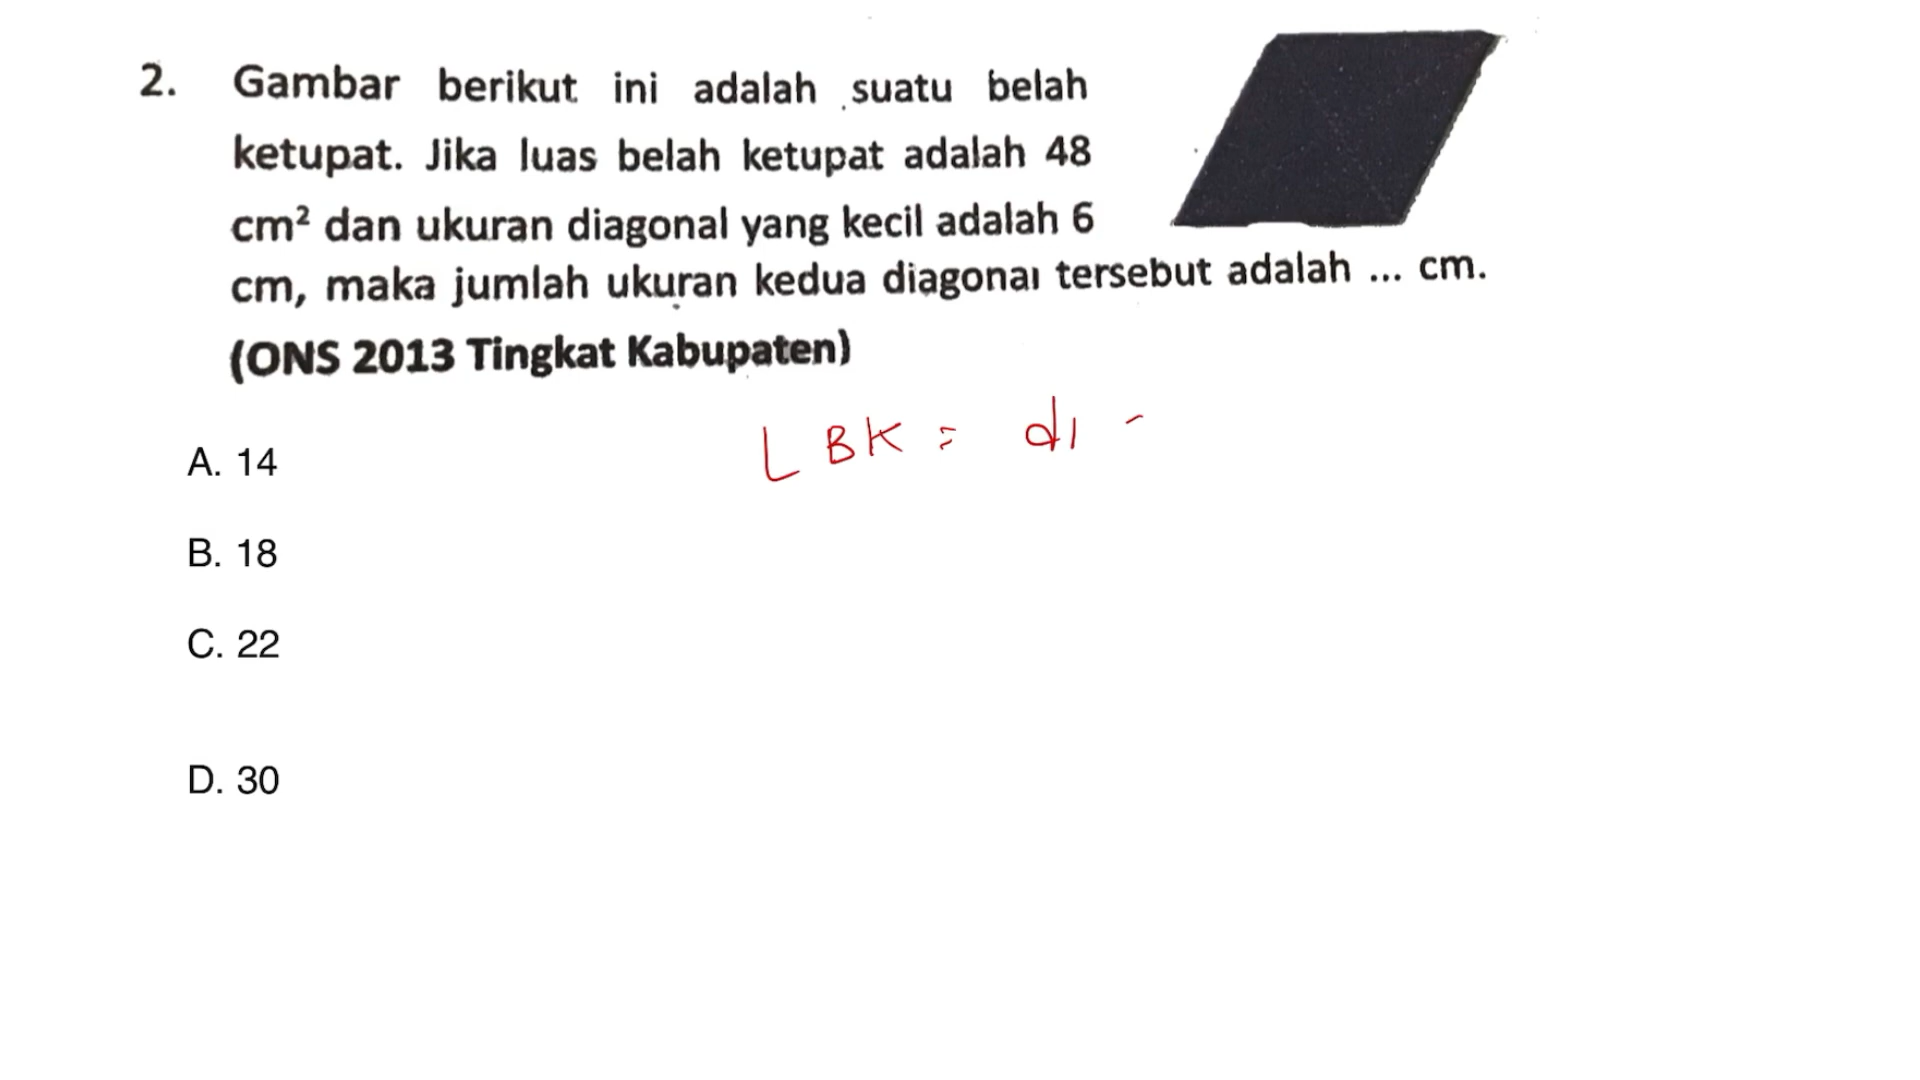 2. Gambar berikut ini adalah suatu belah
ketupat. Jika luas belah ketupat adalah 48
cm² dan ukuran diagonal yang kecil adalah 6
cm, maka jumlah ukuran kedua diagonal tersebut adalah ... cm.
(ONS 2013 Tingkat Kabupaten)
L BK = d1
A. 14
B. 18
C. 22
D. 30